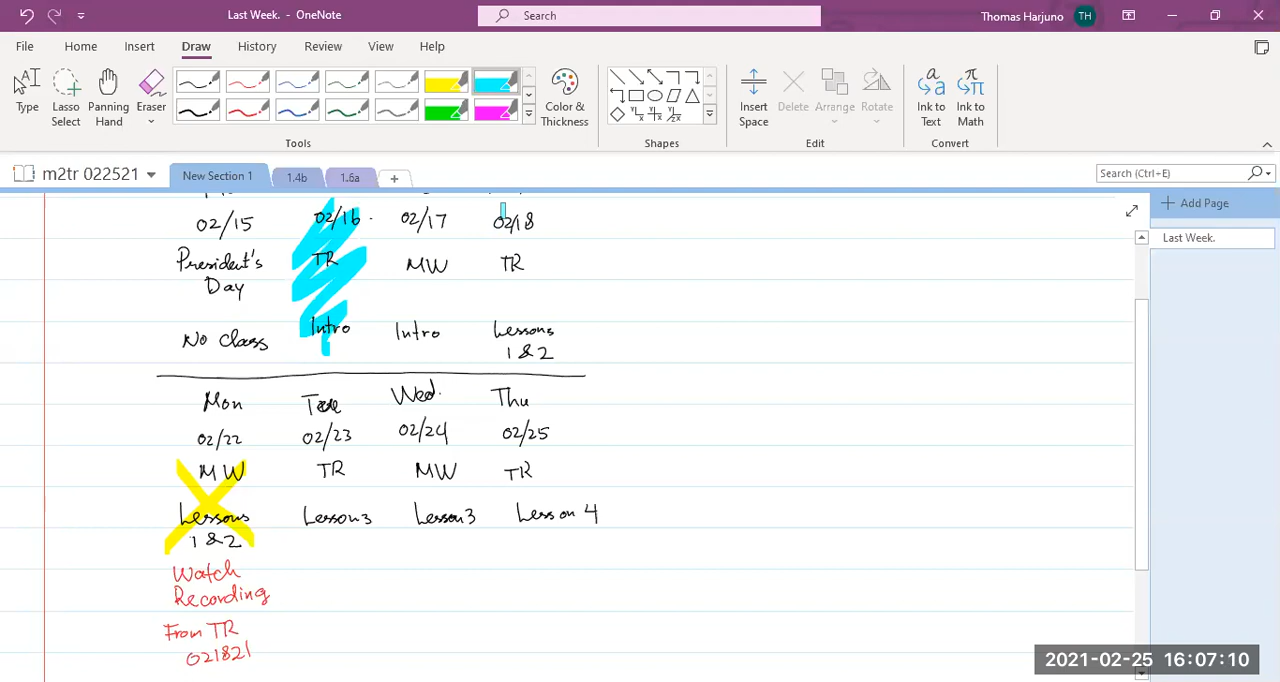 Last Week. - OneNote
Search
Thomas Harjuno TH
File Home Insert Draw History Review View Help
Type
Lasso Select
Panning Hand
Eraser
Color & Thickness
Insert Space
Delete
Arrange
Rotate
Ink to Text
Ink to Math
Tools Shapes Edit Convert
m2tr 022521
New Section 1
1.4b
1.6a
Search (Ctrl+E)
Add Page
Last Week.
02/15 02/16 02/17 02/18
President's TR MW TR
Day
No class Intro Intro Lessons
1 & 2
Mon Tue Wed. Thu
02/22 02/23 02/24 02/25
MW TR MW TR
Lessons Lesson3 Lesson3 Lesson 4
1 & 2
Watch
Recording
From TR
021821
2021-02-25 16:07:10